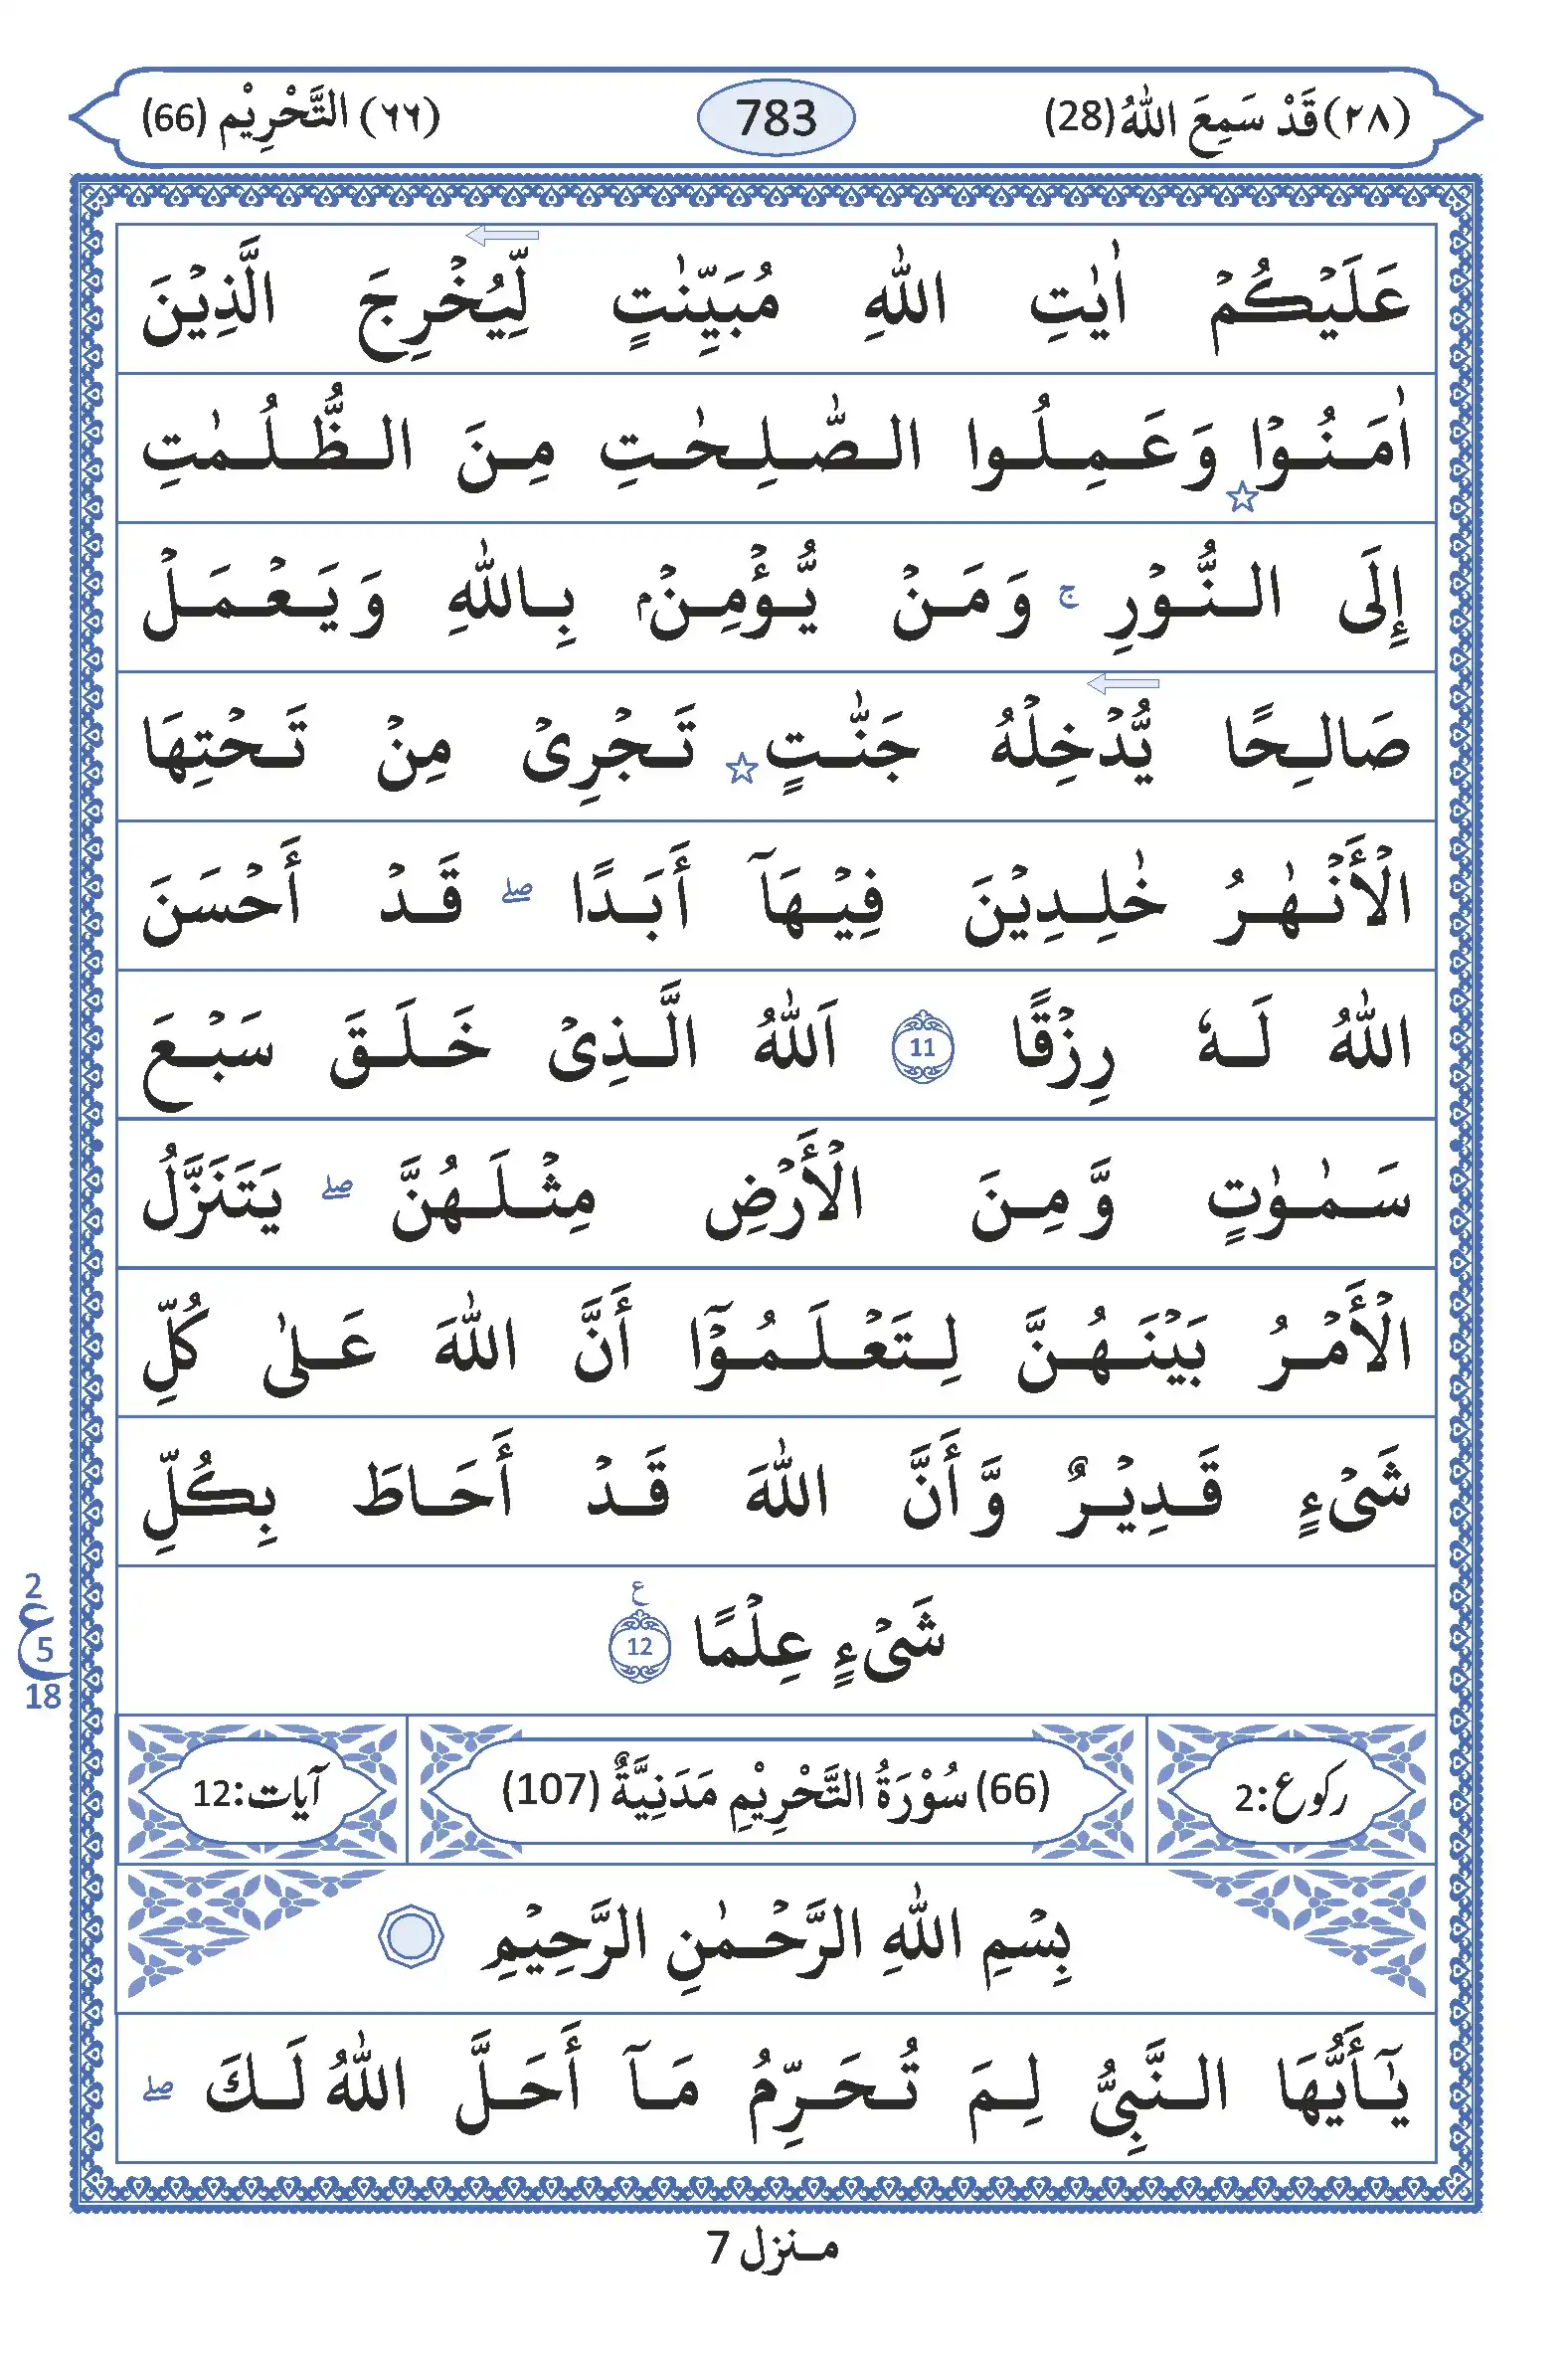 (٢٨) قَدْ سَمِعَ اللّٰهُ (28) 783 (٦٦) التَّحْرِيْم (66)
عَلَيْكُمْ اٰيٰتِ اللّٰهِ مُبَيِّنٰتٍ لِّيُخْرِجَ الَّذِيْنَ
اٰمَنُوْا وَعَمِلُوا الصّٰلِحٰتِ مِنَ الظُّلُمٰتِ
إِلَى النُّوْرِ ۚ وَمَنْ يُّؤْمِنْۢ بِاللّٰهِ وَيَعْمَلْ
صَالِحًا يُّدْخِلْهُ جَنّٰتٍ تَجْرِيْ مِنْ تَحْتِهَا
الْأَنْهٰرُ خٰلِدِيْنَ فِيْهَآ أَبَدًا ۖ قَدْ أَحْسَنَ
اللّٰهُ لَهٗ رِزْقًا 11 اَللّٰهُ الَّذِيْ خَلَقَ سَبْعَ
سَمٰوٰتٍ وَّمِنَ الْأَرْضِ مِثْلَهُنَّ ۖ يَتَنَزَّلُ
الْأَمْرُ بَيْنَهُنَّ لِتَعْلَمُوْٓا أَنَّ اللّٰهَ عَلٰى كُلِّ
شَيْءٍ قَدِيْرٌ وَّأَنَّ اللّٰهَ قَدْ أَحَاطَ بِكُلِّ
شَيْءٍ عِلْمًا 12 ع
2 ع 5 18
رکوع:2 (66) سُوْرَةُ التَّحْرِيْمِ مَدَنِيَّةٌ (107) آیات:12
بِسْمِ اللّٰهِ الرَّحْمٰنِ الرَّحِيْمِ
يٰٓأَيُّهَا النَّبِيُّ لِمَ تُحَرِّمُ مَآ أَحَلَّ اللّٰهُ لَكَ ۖ
منزل 7